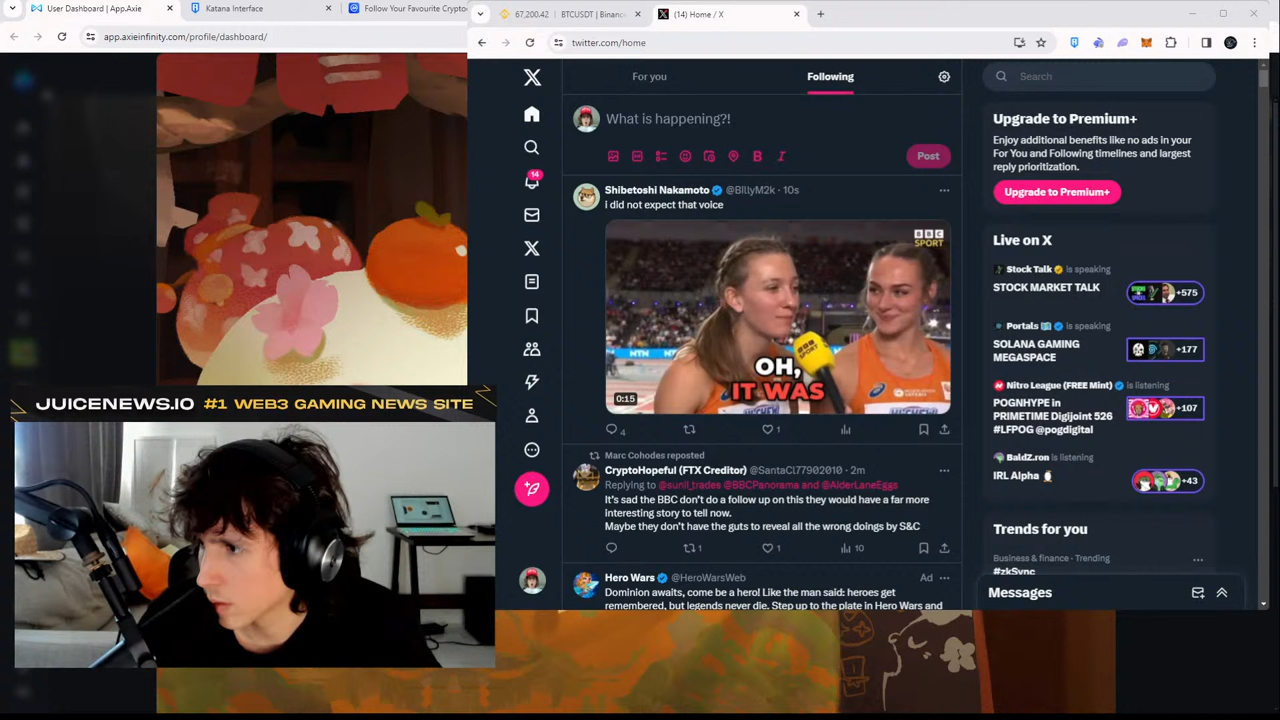 User Dashboard | App.Axie
Katana Interface
Follow Your Favourite Crypto
app.axieinfinity.com/profile/dashboard/
67,200.42 | BTCUSDT | Binanc
(14) Home / X
twitter.com/home
For you
Following
What is happening?!
B I
Post
14
Shibetoshi Nakamoto @BillyM2k · 10s
i did not expect that voice
BBC
SPORT
OH,
IT WAS
0:15
4
1
Marc Cohodes reposted
CryptoHopeful (FTX Creditor) @SantaCl77902010 · 2m
Replying to @sunil_trades @BBCPanorama and @AlderLaneEggs
It's sad the BBC don't do a follow up on this they would have a far more
interesting story to tell now.
Maybe they don't have the guts to reveal all the wrong doings by S&C
1
1
10
Hero Wars @HeroWarsWeb
Ad
Dominion awaits, come be a hero! Like the man said: heroes get
remembered, but legends never die. Step up to the plate in Hero Wars and
Search
Upgrade to Premium+
Enjoy additional benefits like no ads in your
For You and Following timelines and largest
reply prioritization.
Upgrade to Premium+
Live on X
Stock Talk is speaking
STOCK MARKET TALK
+575
Portals is speaking
SOLANA GAMING
MEGASPACE
+177
Nitro League (FREE Mint) is listening
POGNHYPE in
PRIMETIME Digijoint 526
#LFPOG @pogdigital
+107
BaldZ.ron is listening
IRL Alpha
+43
Trends for you
Business & finance · Trending
#zkSync
Messages
JUICENEWS.IO #1 WEB3 GAMING NEWS SITE